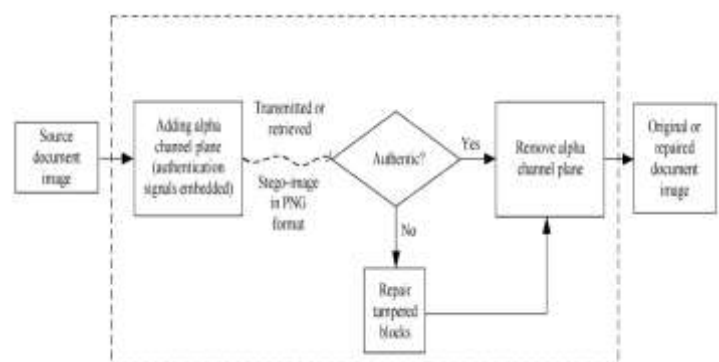 Source
document
image
Adding alpha
channel plane
(authentication
signals embedded)
Transmitted or
retrieved
Stego-image
in PNG
format
Authentic?
Yes
No
Repair
tampered
blocks
Remove alpha
channel plane
Original or
repaired
document
image